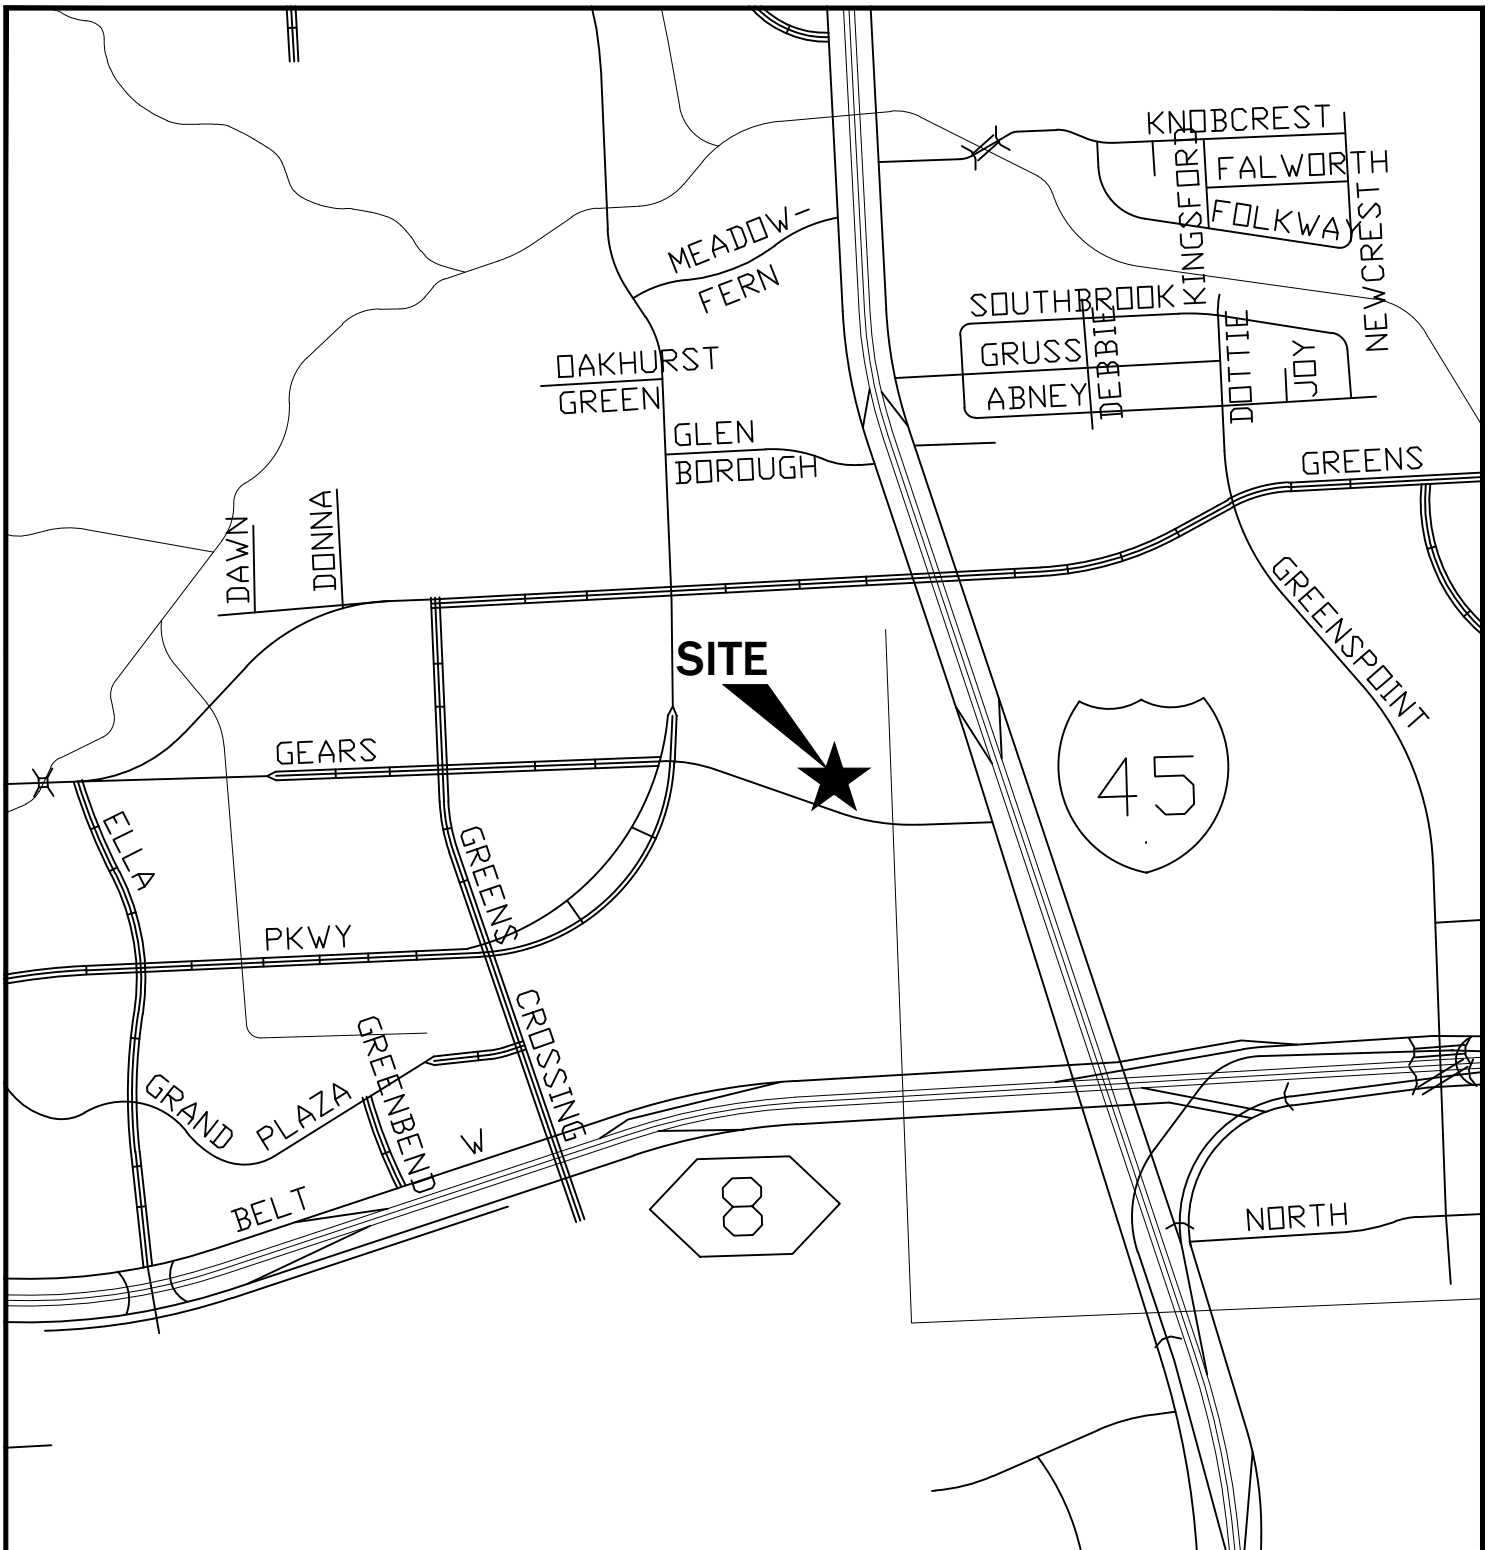 KNOBCREST
KINGSFORD
FALWORTH
FOLKWAY
NEWCREST
MEADOW-
FERN
SOUTHBROOK
DEBBIE
DOTTIE
JOY
GRUSS
ABNEY
OAKHURST
GREEN
GLEN
BOROUGH
GREENS
DAWN
DONNA
GREENSPOINT
SITE
GEARS
45
ELLA
GREENS
CROSSING
PKWY
GREENBEND
GRAND
PLAZA
W
BELT
8
NORTH